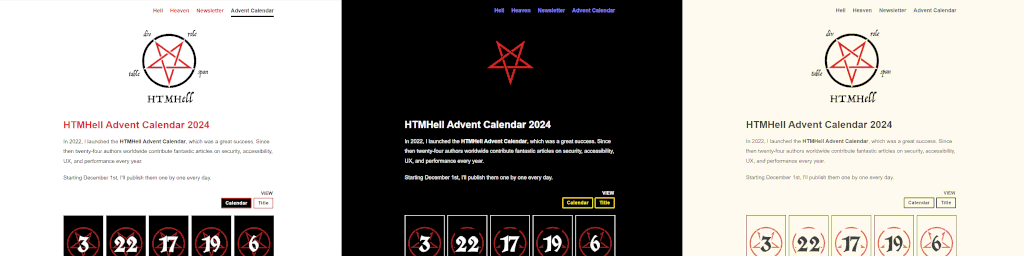 Hell Heaven Newsletter Advent Calendar
div role
table span
HTMHell
HTMHell Advent Calendar 2024
In 2022, I launched the HTMHell Advent Calendar, which was a great success. Since
then twenty-four authors worldwide contribute fantastic articles on security, accessibility,
UX, and performance every year.
Starting December 1st, I'll publish them one by one every day.
VIEW
Calendar Title
3 22 17 19 6
Hell Heaven Newsletter Advent Calendar
HTMHell Advent Calendar 2024
In 2022, I launched the HTMHell Advent Calendar, which was a great success. Since
then twenty-four authors worldwide contribute fantastic articles on security, accessibility,
UX, and performance every year.
Starting December 1st, I'll publish them one by one every day.
VIEW
Calendar Title
3 22 17 19 6
Hell Heaven Newsletter Advent Calendar
div role
table span
HTMHell
HTMHell Advent Calendar 2024
In 2022, I launched the HTMHell Advent Calendar, which was a great success. Since
then twenty-four authors worldwide contribute fantastic articles on security, accessibility,
UX, and performance every year.
Starting December 1st, I'll publish them one by one every day.
VIEW
Calendar Title
3 22 17 19 6